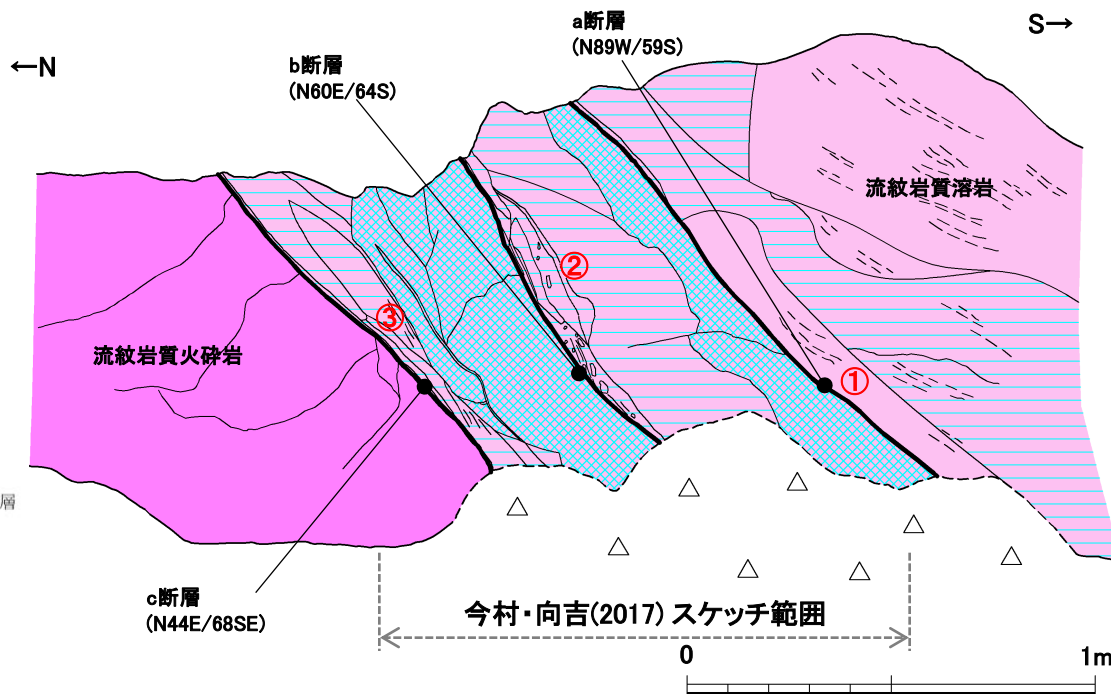 ←N
S→
a断層
(N89W/59S)
b断層
(N60E/64S)
流紋岩質溶岩
②
③
流紋岩質火砕岩
①
層
c断層
(N44E/68SE)
今村・向吉(2017) スケッチ範囲
0
1m